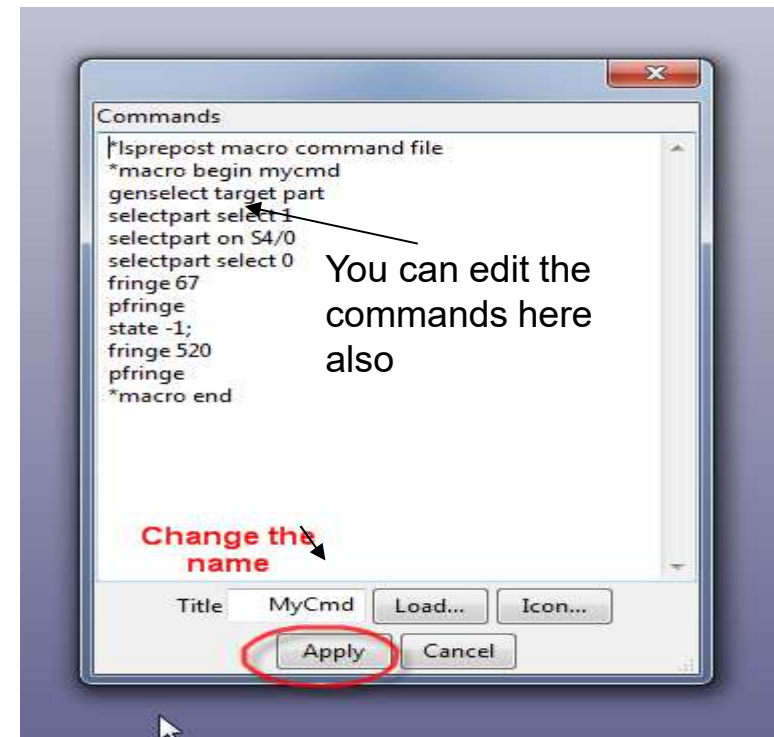 Commands
*lsprepost macro command file
*macro begin mycmd
genselect target part
selectpart select 1
selectpart on S4/0
selectpart select 0
fringe 67
pfringe
state -1;
fringe 520
pfringe
*macro end
You can edit the
commands here
also
Change the
name
Title MyCmd Load... Icon...
Apply Cancel